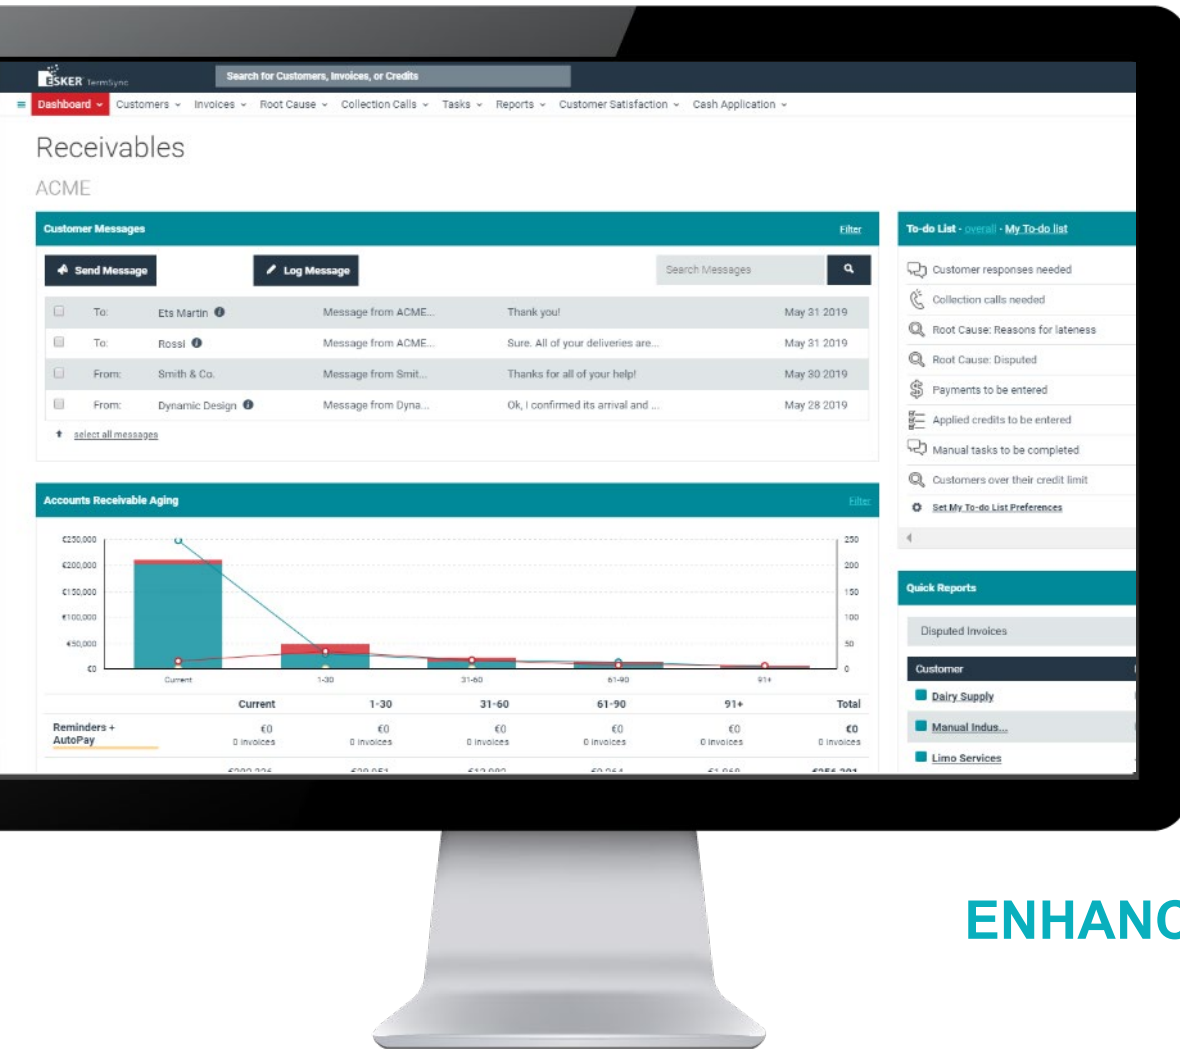 ESKER TermSync
Search for Customers, Invoices, or Credits
Dashboard Customers Invoices Root Cause Collection Calls Tasks Reports Customer Satisfaction Cash Application
Receivables
ACME
Customer Messages Filter
Send Message Log Message Search Messages
To: Ets Martin Message from ACME... Thank you! May 31 2019
To: Rossi Message from ACME... Sure. All of your deliveries are... May 31 2019
From: Smith & Co. Message from Smit... Thanks for all of your help! May 30 2019
From: Dynamic Design Message from Dyna... Ok, I confirmed its arrival and ... May 28 2019
select all messages
Accounts Receivable Aging Filter
€250,000 250
€200,000 200
€150,000 150
€100,000 100
€50,000 50
€0 0
Current 1-30 31-60 61-90 91+
Current 1-30 31-60 61-90 91+ Total
Reminders + €0 €0 €0 €0 €0 €0
AutoPay 0 invoices 0 invoices 0 invoices 0 invoices 0 invoices 0 invoices
To-do List - overall - My To-do list
Customer responses needed
Collection calls needed
Root Cause: Reasons for lateness
Root Cause: Disputed
Payments to be entered
Applied credits to be entered
Manual tasks to be completed
Customers over their credit limit
Set My To-do List Preferences
Quick Reports
Disputed Invoices
Customer
Dairy Supply
Manual Indus...
Limo Services
ENHANC